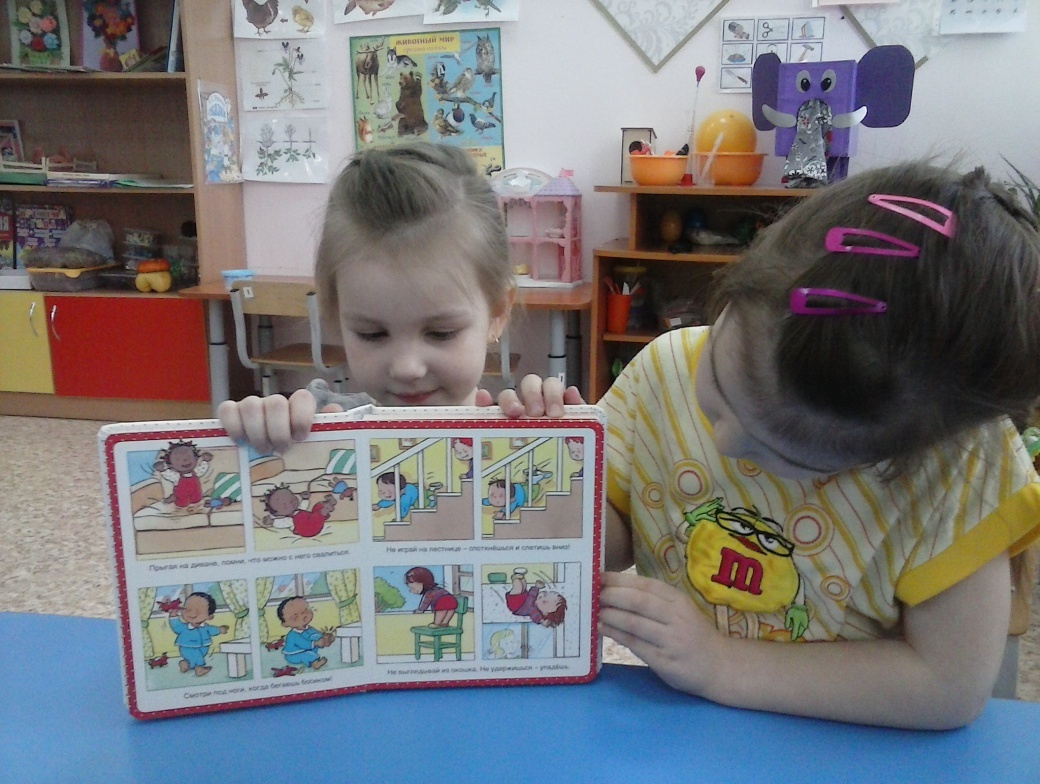 ЖИВОТНЫЙ МИР
m
Прыгая на диване, помни, что можно с него свалиться.
Не играй на лестнице – споткнёшься и слетишь вниз!
Смотри под ноги, когда бегаешь босиком!
Не выглядывай из окошка. Не удержишься – упадёшь.